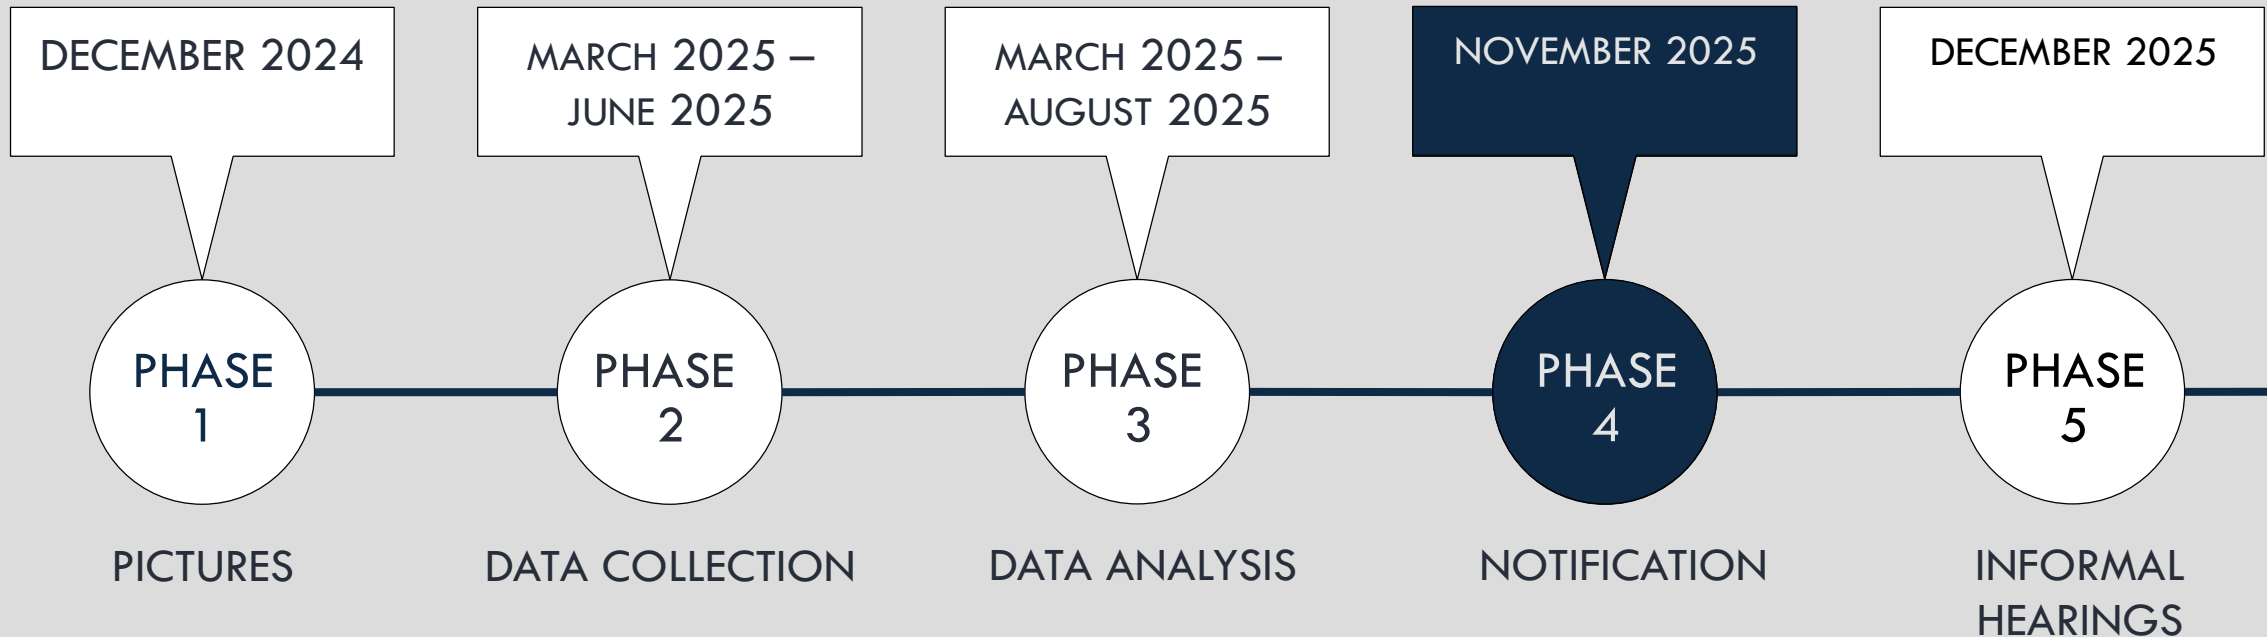 DECEMBER 2024
MARCH 2025 –
JUNE 2025
MARCH 2025 –
AUGUST 2025
NOVEMBER 2025
DECEMBER 2025
PHASE
1
PHASE
2
PHASE
3
PHASE
4
PHASE
5
PICTURES
DATA COLLECTION
DATA ANALYSIS
NOTIFICATION
INFORMAL
HEARINGS